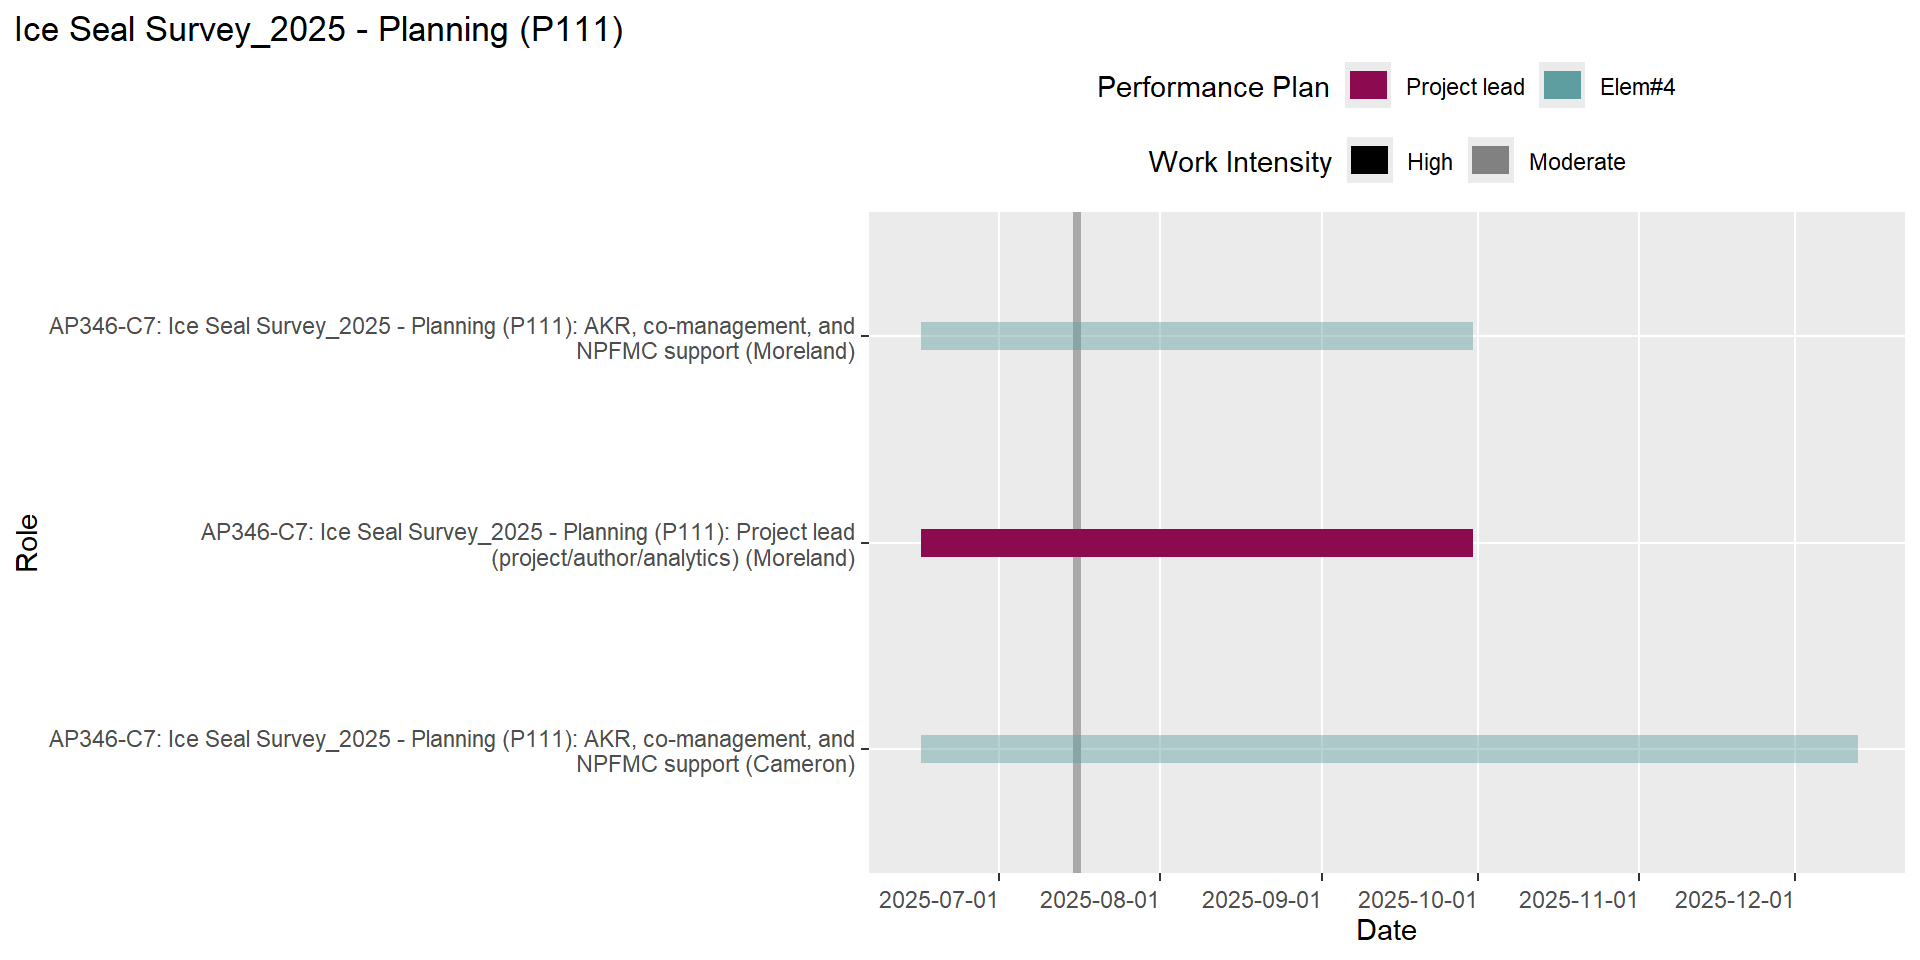 Ice Seal Survey_2025 - Planning (P111)
Performance Plan Project lead Elem#4
Work Intensity High Moderate
AP346-C7: Ice Seal Survey_2025 - Planning (P111): AKR, co-management, and
NPFMC support (Moreland)
AP346-C7: Ice Seal Survey_2025 - Planning (P111): Project lead
(project/author/analytics) (Moreland)
AP346-C7: Ice Seal Survey_2025 - Planning (P111): AKR, co-management, and
NPFMC support (Cameron)
Role
2025-07-01 2025-08-01 2025-09-01 2025-10-01 2025-11-01 2025-12-01
Date